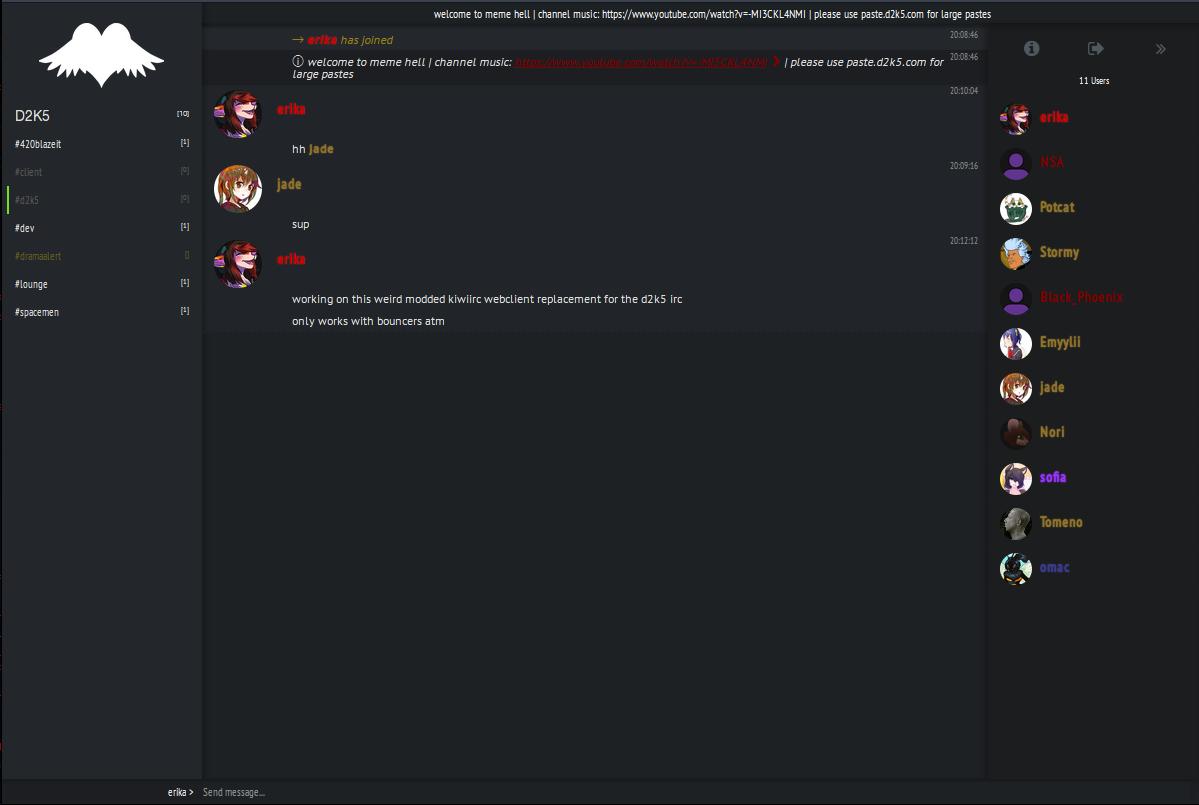 welcome to meme hell | channel music: https://www.youtube.com/watch?v=-MI3CKL4NMI | please use paste.d2k5.com for large pastes
D2K5 [10]
#420blazeit [1]
#client [0]
#d2k5 [0]
#dev [1]
#dramaalert []
#lounge [1]
#spacemen [1]
→ erika has joined 20:08:46
welcome to meme hell | channel music: https://www.youtube.com/watch?v=-MI3CKL4NMI | please use paste.d2k5.com for 20:08:46
large pastes
erika 20:10:04
hh jade
jade 20:09:16
sup
erika 20:12:12
working on this weird modded kiwiirc webclient replacement for the d2k5 irc
only works with bouncers atm
11 Users
erika
NSA
Potcat
Stormy
Black_Phoenix
Emyylii
jade
Nori
sofia
Tomeno
omac
erika > Send message...